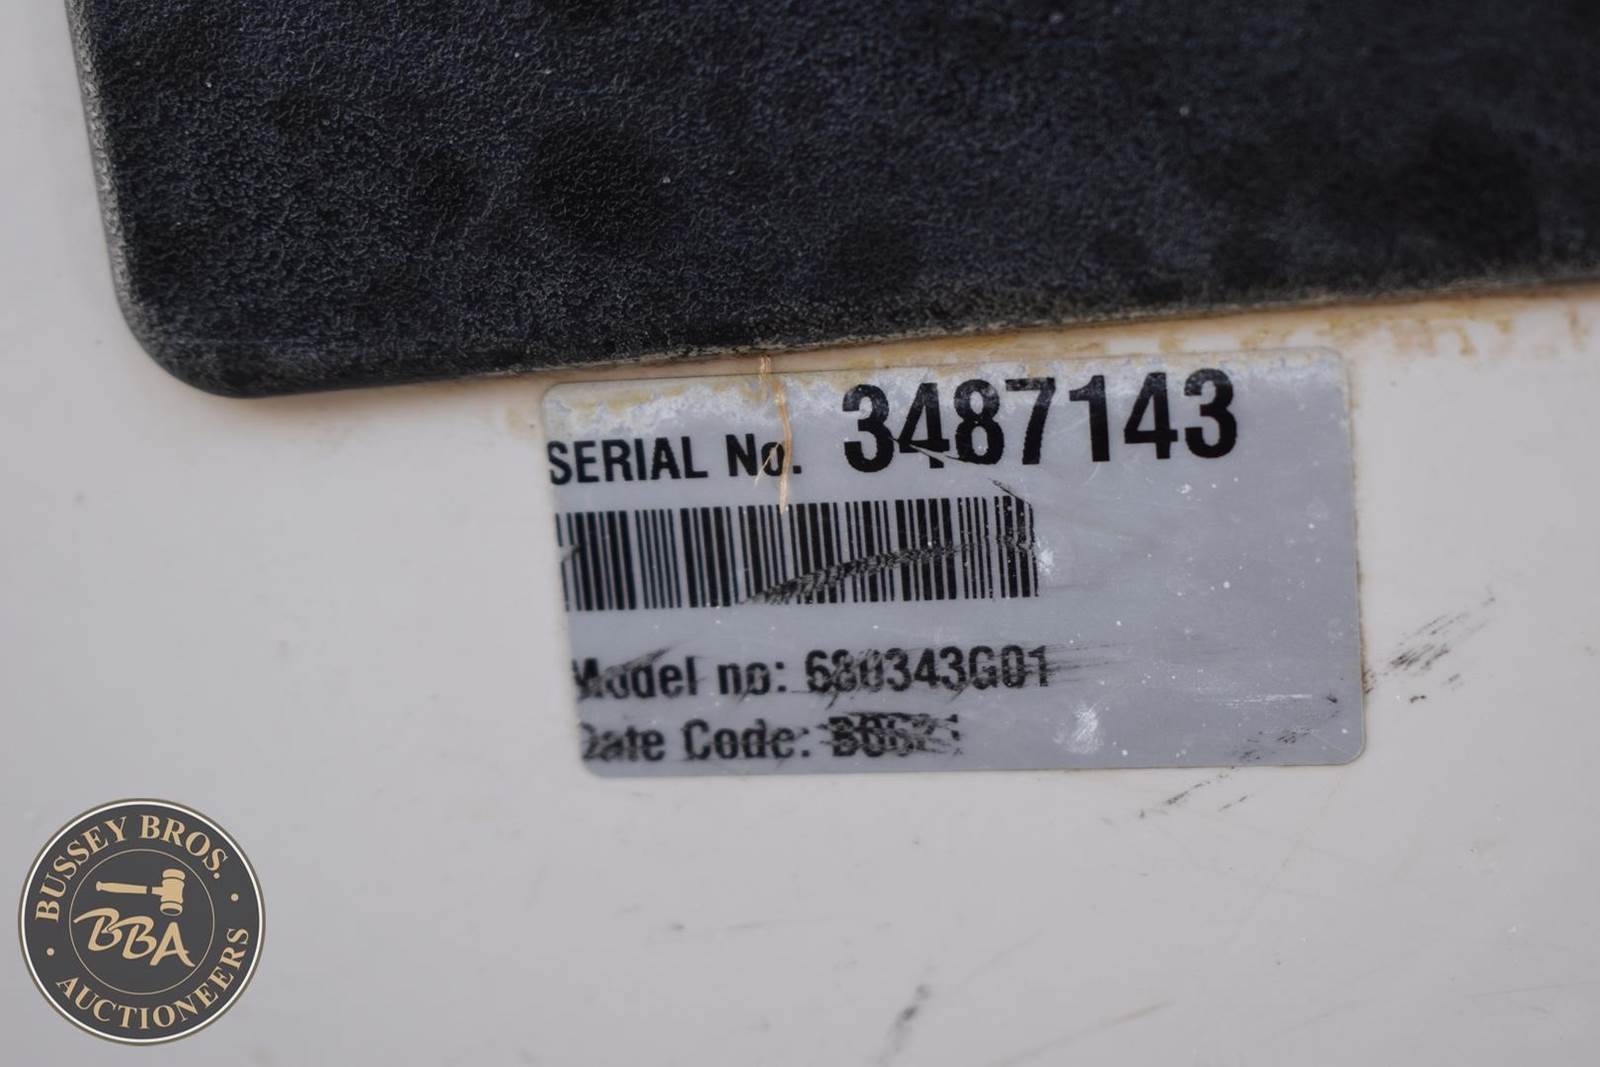 SERIAL No. 3487143
Model no: 680343G01
Date Code:
BUSSEY BROS.
BBA
AUCTIONEERS